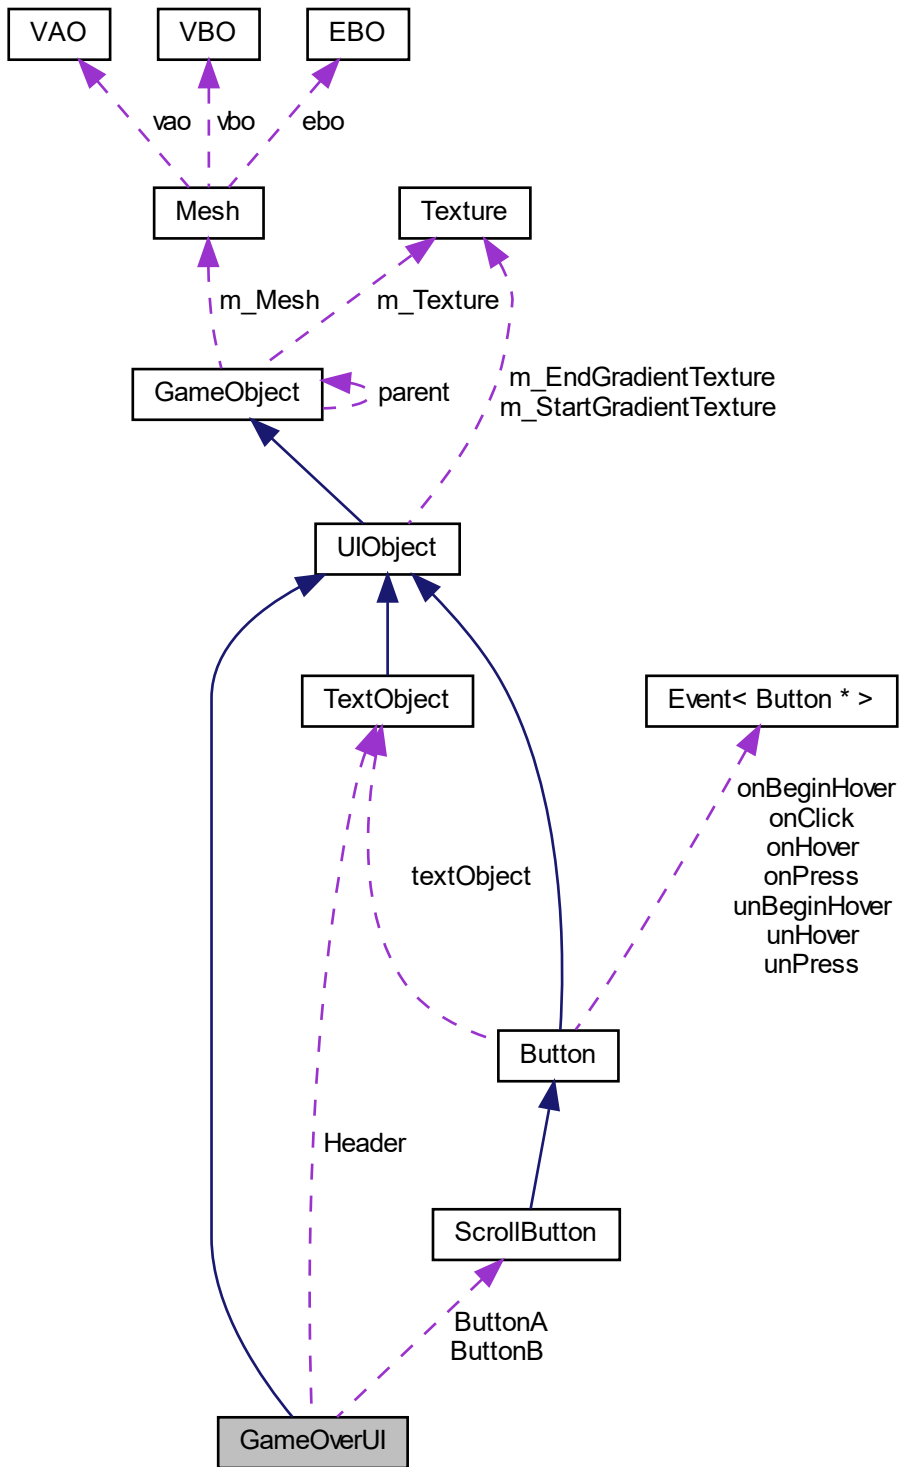 VAO
VBO
EBO
vao
vbo
ebo
Mesh
Texture
m_Mesh
m_Texture
GameObject
parent
m_EndGradientTexture
m_StartGradientTexture
UIObject
TextObject
Event< Button * >
onBeginHover
onClick
onHover
onPress
unBeginHover
unHover
unPress
textObject
Button
Header
ScrollButton
ButtonA
ButtonB
GameOverUI